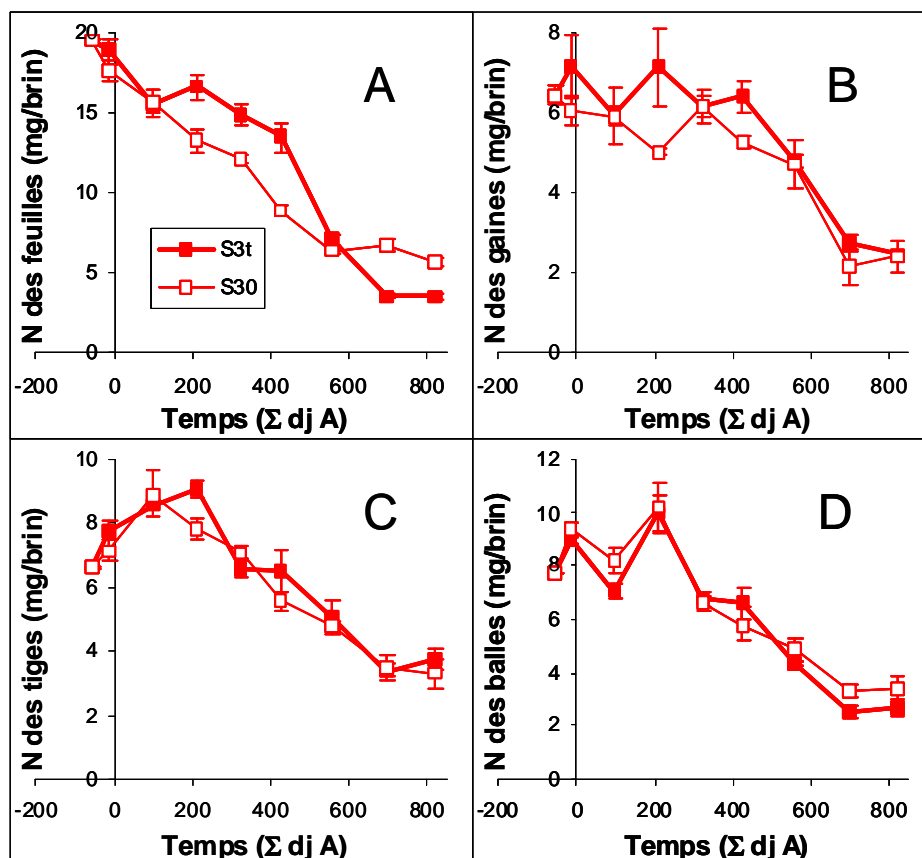 A
N des feuilles (mg/brin)
20
15
10
5
0
S3t
S30
-200 0 200 400 600 800
Temps (Σ dj A)
B
N des gaines (mg/brin)
8
6
4
2
0
-200 0 200 400 600 800
Temps (Σ dj A)
C
N des tiges (mg/brin)
10
8
6
4
2
0
-200 0 200 400 600 800
Temps (Σ dj A)
D
N des balles (mg/brin)
12
10
8
6
4
2
0
-200 0 200 400 600 800
Temps (Σ dj A)